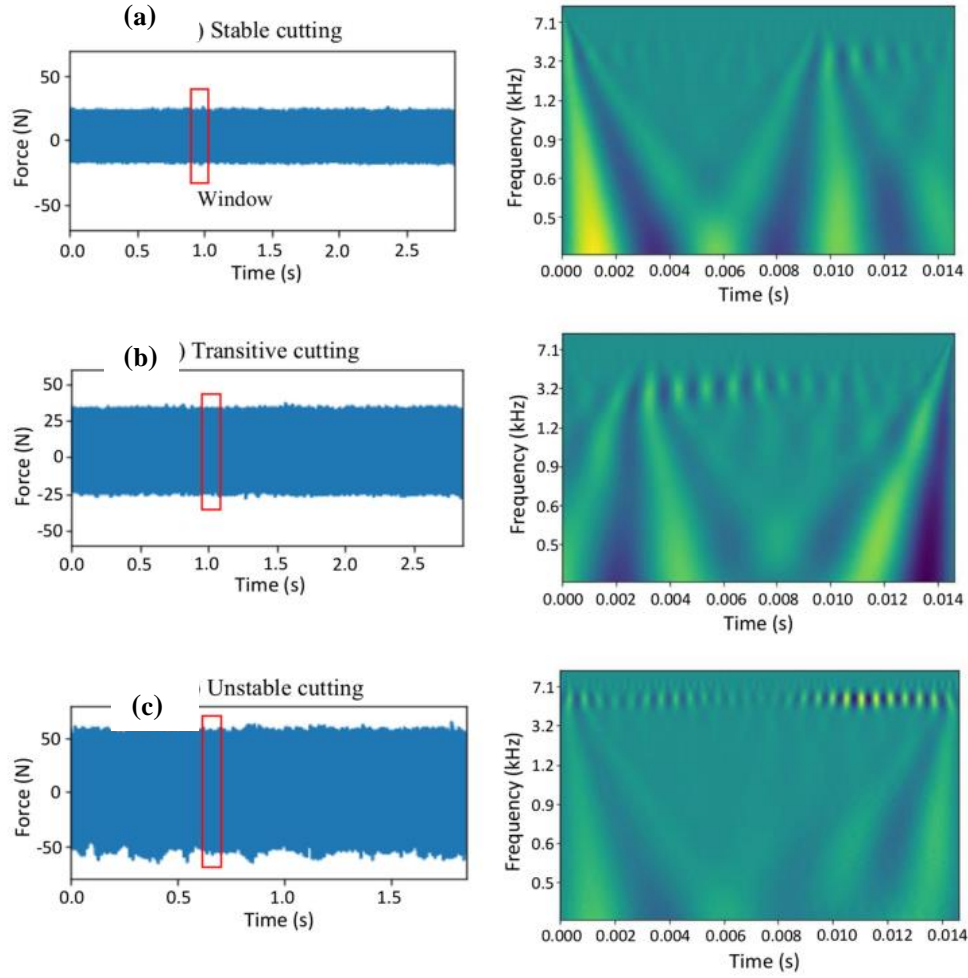 (a)
) Stable cutting
Force (N)
50
0
-50
Window
0.0 0.5 1.0 1.5 2.0 2.5
Time (s)
Frequency (kHz)
7.1
3.2
1.2
0.9
0.6
0.5
0.000 0.002 0.004 0.006 0.008 0.010 0.012 0.014
Time (s)
(b)
) Transitive cutting
Force (N)
50
25
0
-25
-50
0.0 0.5 1.0 1.5 2.0 2.5
Time (s)
Frequency (kHz)
7.1
3.2
1.2
0.9
0.6
0.5
0.000 0.002 0.004 0.006 0.008 0.010 0.012 0.014
Time (s)
(c)
Unstable cutting
Force (N)
50
0
-50
0.0 0.5 1.0 1.5
Time (s)
Frequency (kHz)
7.1
3.2
1.2
0.9
0.6
0.5
0.000 0.002 0.004 0.006 0.008 0.010 0.012 0.014
Time (s)